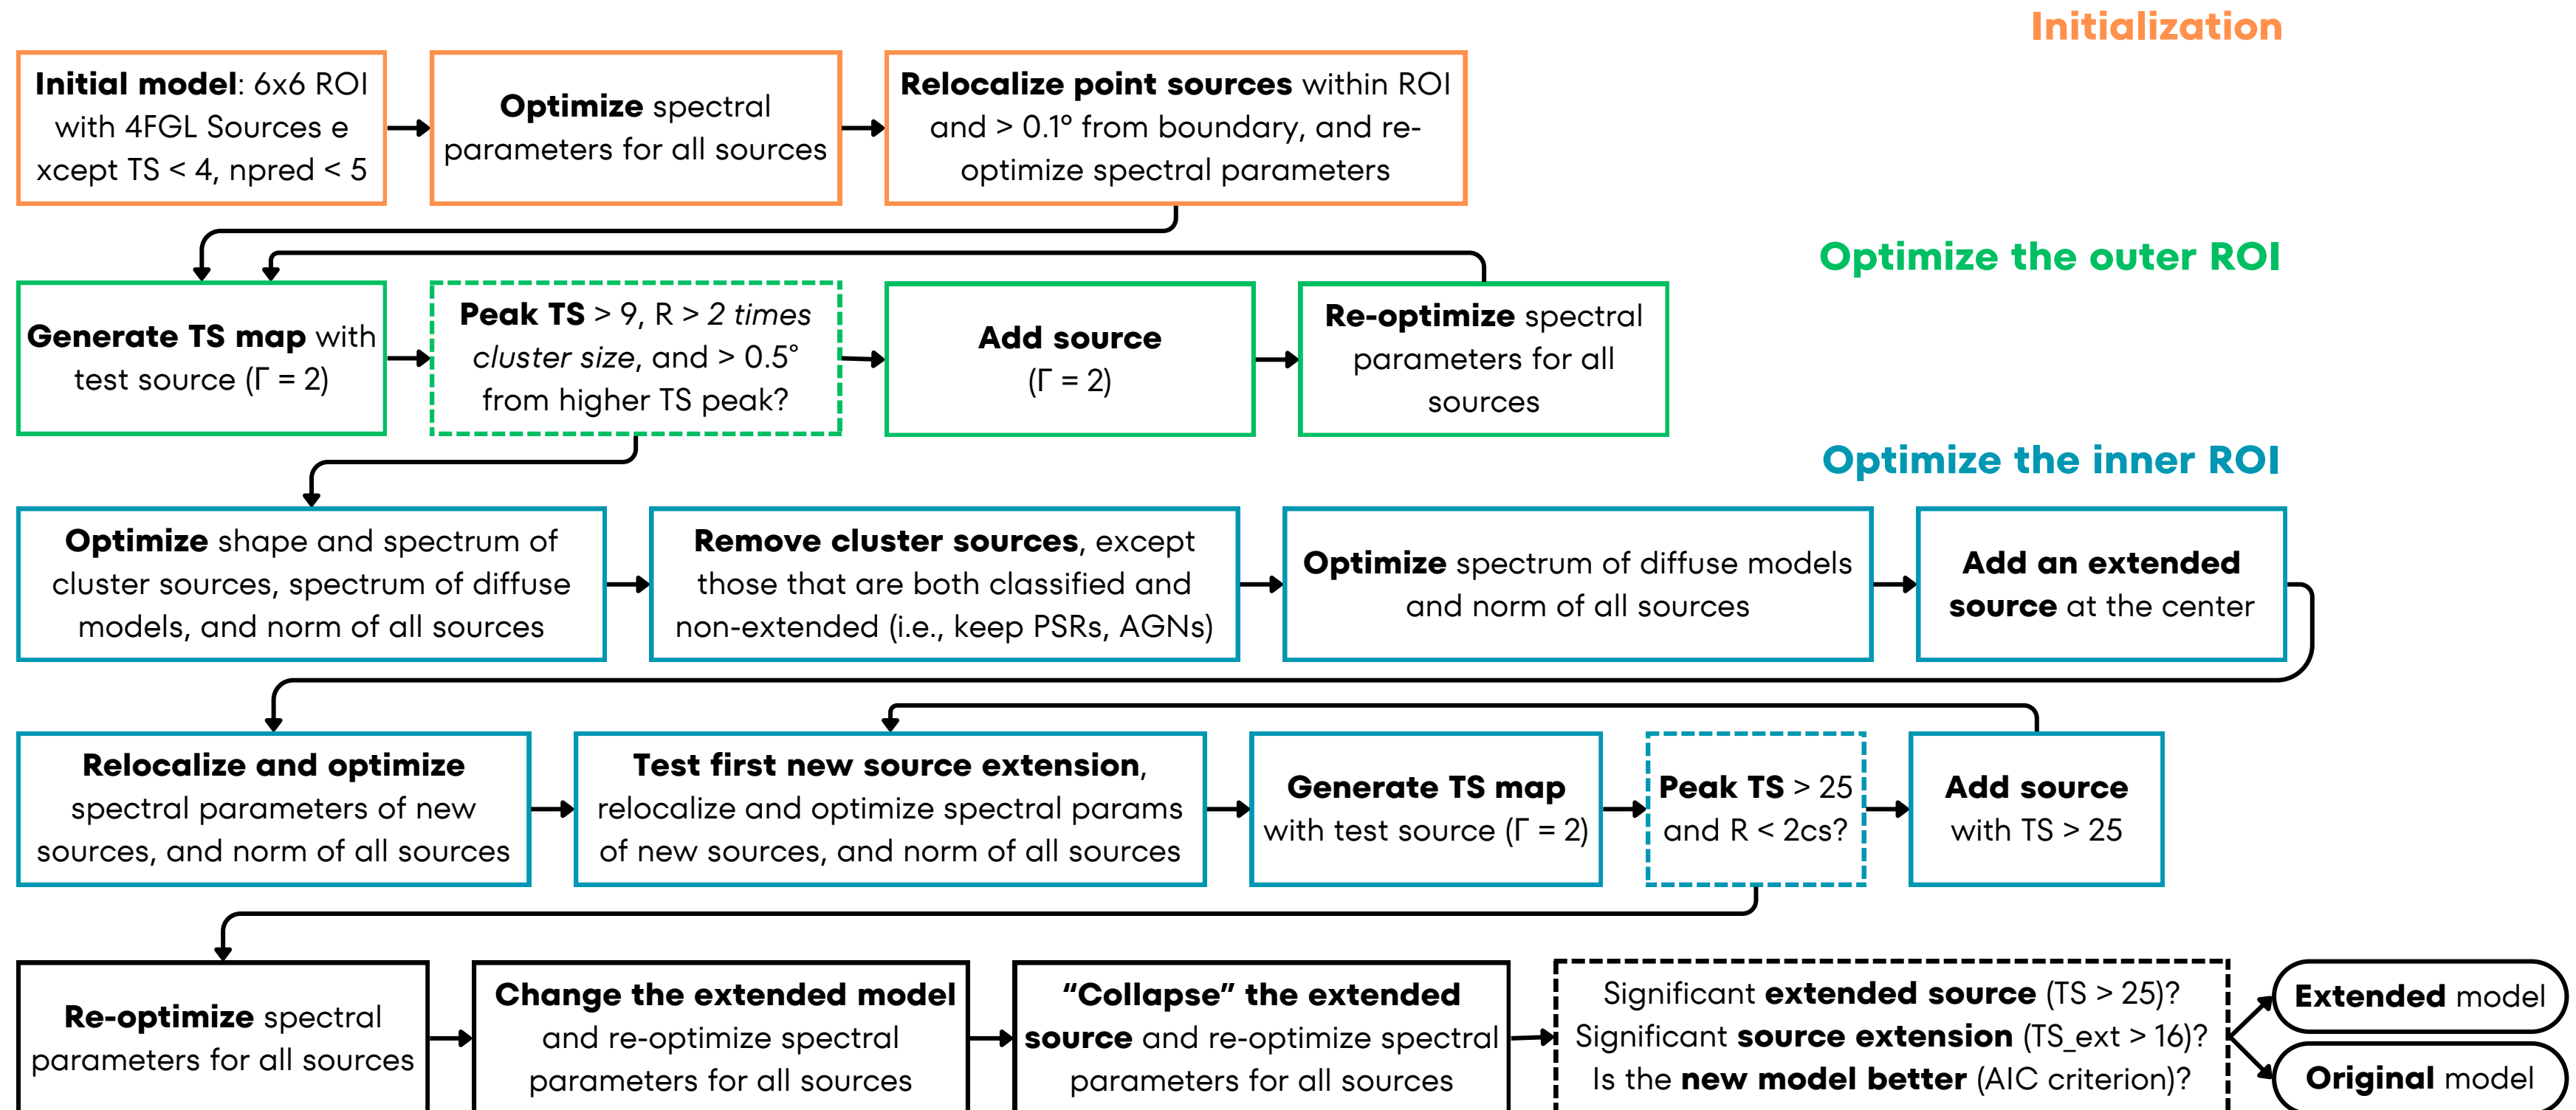 Initialization
Initial model: 6x6 ROI
with 4FGL Sources e
xcept TS < 4, npred < 5
Optimize spectral
parameters for all sources
Relocalize point sources within ROI
and > 0.1° from boundary, and re-
optimize spectral parameters
Optimize the outer ROI
Generate TS map with
test source (Γ = 2)
Peak TS > 9, R > 2 times
cluster size, and > 0.5°
from higher TS peak?
Add source
(Γ = 2)
Re-optimize spectral
parameters for all
sources
Optimize the inner ROI
Optimize shape and spectrum of
cluster sources, spectrum of diffuse
models, and norm of all sources
Remove cluster sources, except
those that are both classified and
non-extended (i.e., keep PSRs, AGNs)
Optimize spectrum of diffuse models
and norm of all sources
Add an extended
source at the center
Relocalize and optimize
spectral parameters of new
sources, and norm of all sources
Test first new source extension,
relocalize and optimize spectral params
of new sources, and norm of all sources
Generate TS map
with test source (Γ = 2)
Peak TS > 25
and R < 2cs?
Add source
with TS > 25
Re-optimize spectral
parameters for all sources
Change the extended model
and re-optimize spectral
parameters for all sources
“Collapse” the extended
source and re-optimize spectral
parameters for all sources
Significant extended source (TS > 25)?
Significant source extension (TS_ext > 16)?
Is the new model better (AIC criterion)?
Extended model
Original model